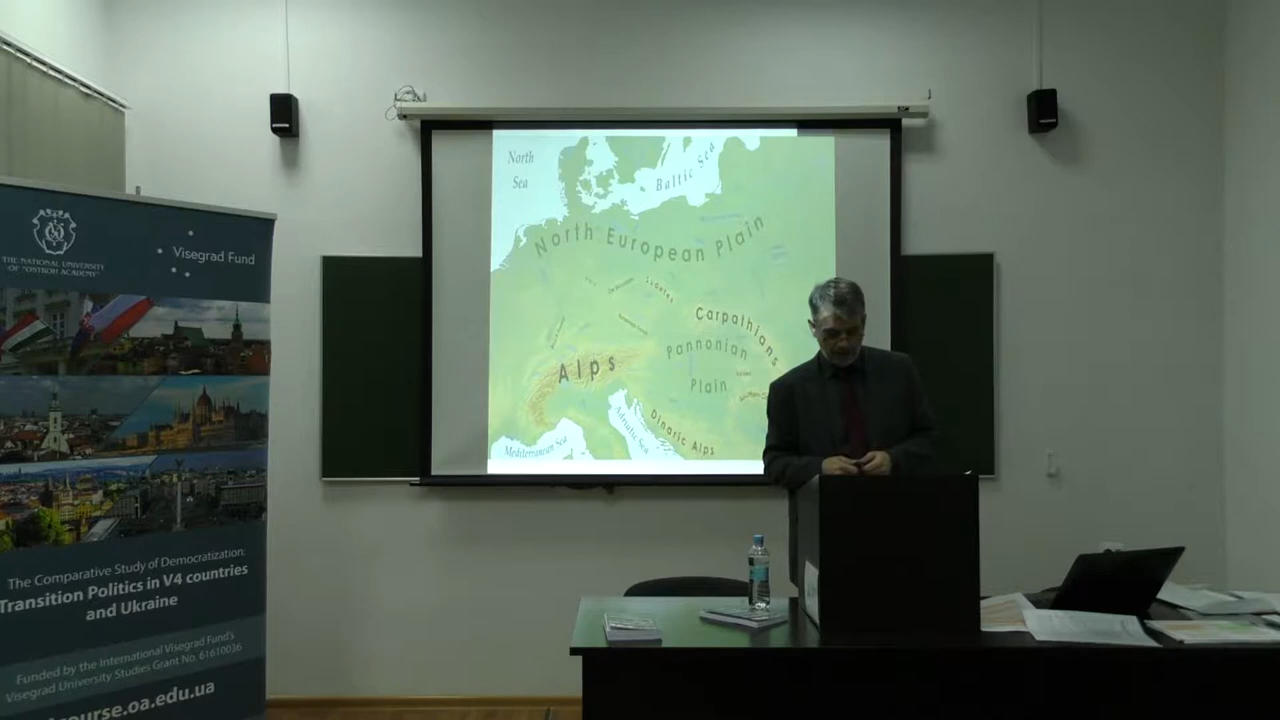 THE NATIONAL UNIVERSITY
OF "OSTROH ACADEMY"
Visegrad Fund
The Comparative Study of Democratization:
Transition Politics in V4 countries
and Ukraine
Funded by the International Visegrad Fund's
Visegrad University Studies Grant No. 61610036
course.oa.edu.ua
North
Sea
Baltic Sea
North European Plain
Sudetes
Carpathians
Pannonian
Plain
Alps
Dinaric Alps
Adriatic Sea
Mediterranean Sea